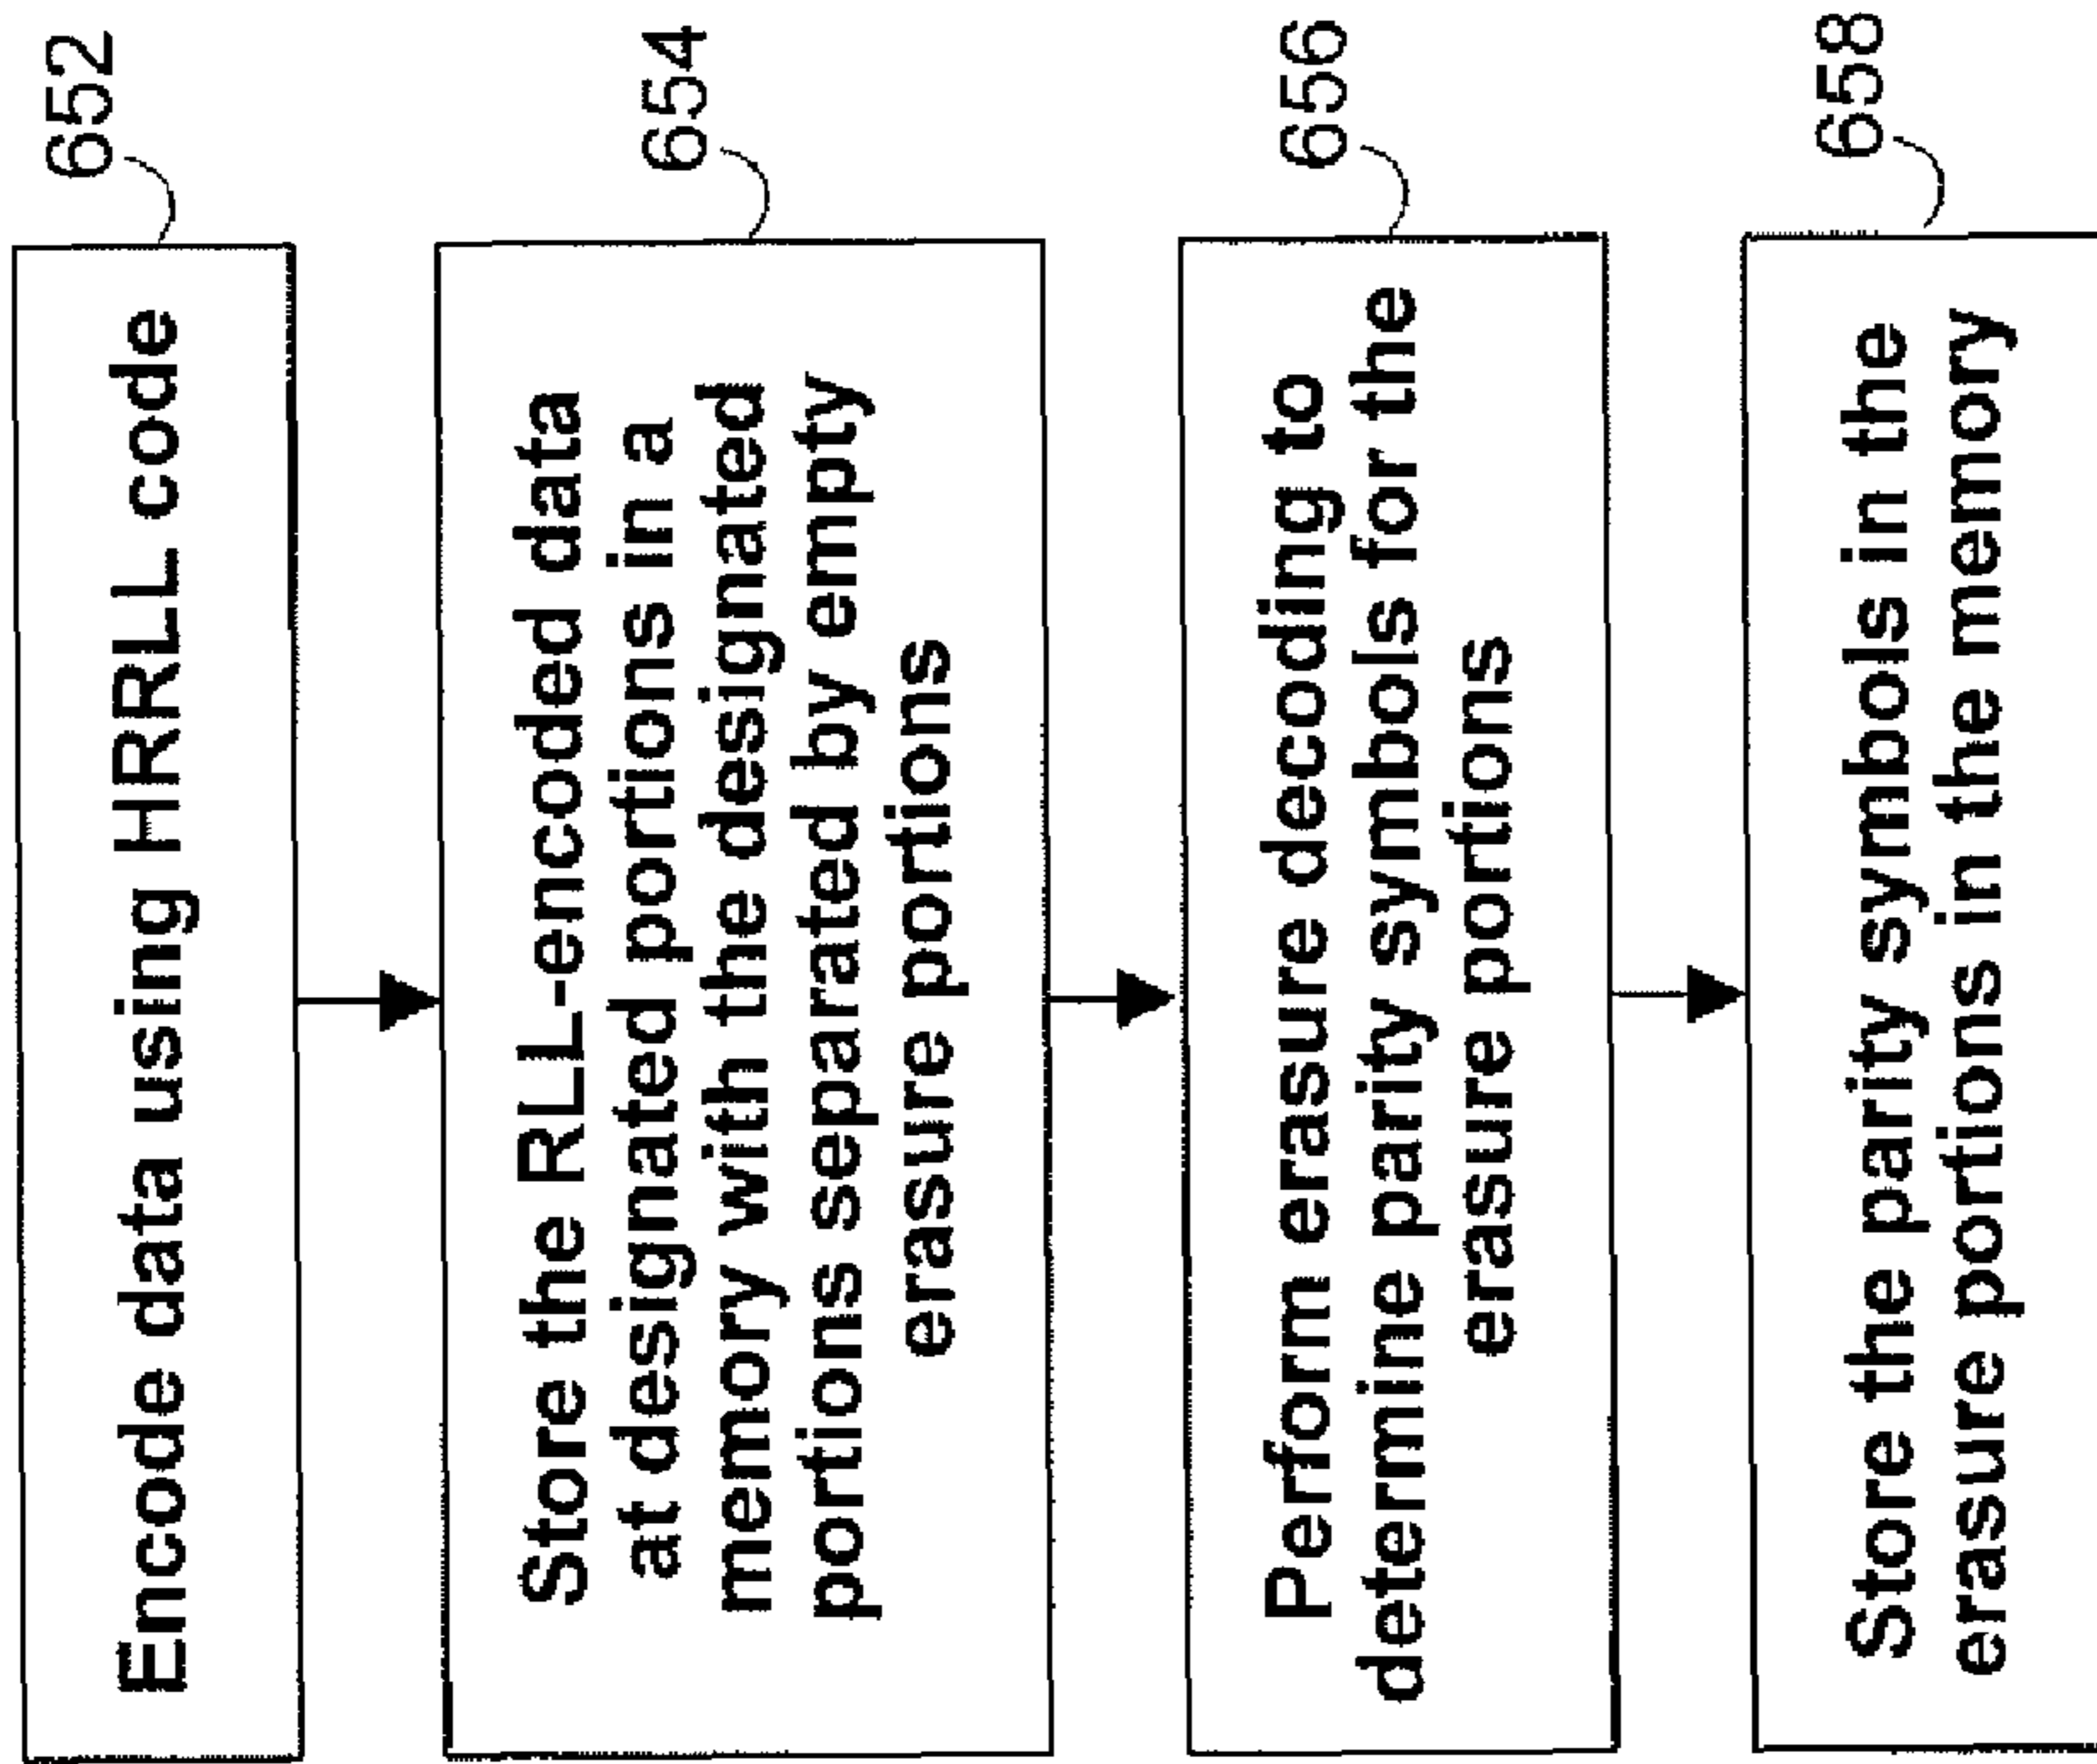 652
Encode data using HRRLL code
654
Store the RLL-encoded data
at designated portions in a
memory with the designated
portions separated by empty
erasure portions
656
Perform erasure decoding to
determine parity symbols for the
erasure portions
658
Store the parity symbols in the
erasure portions in the memory